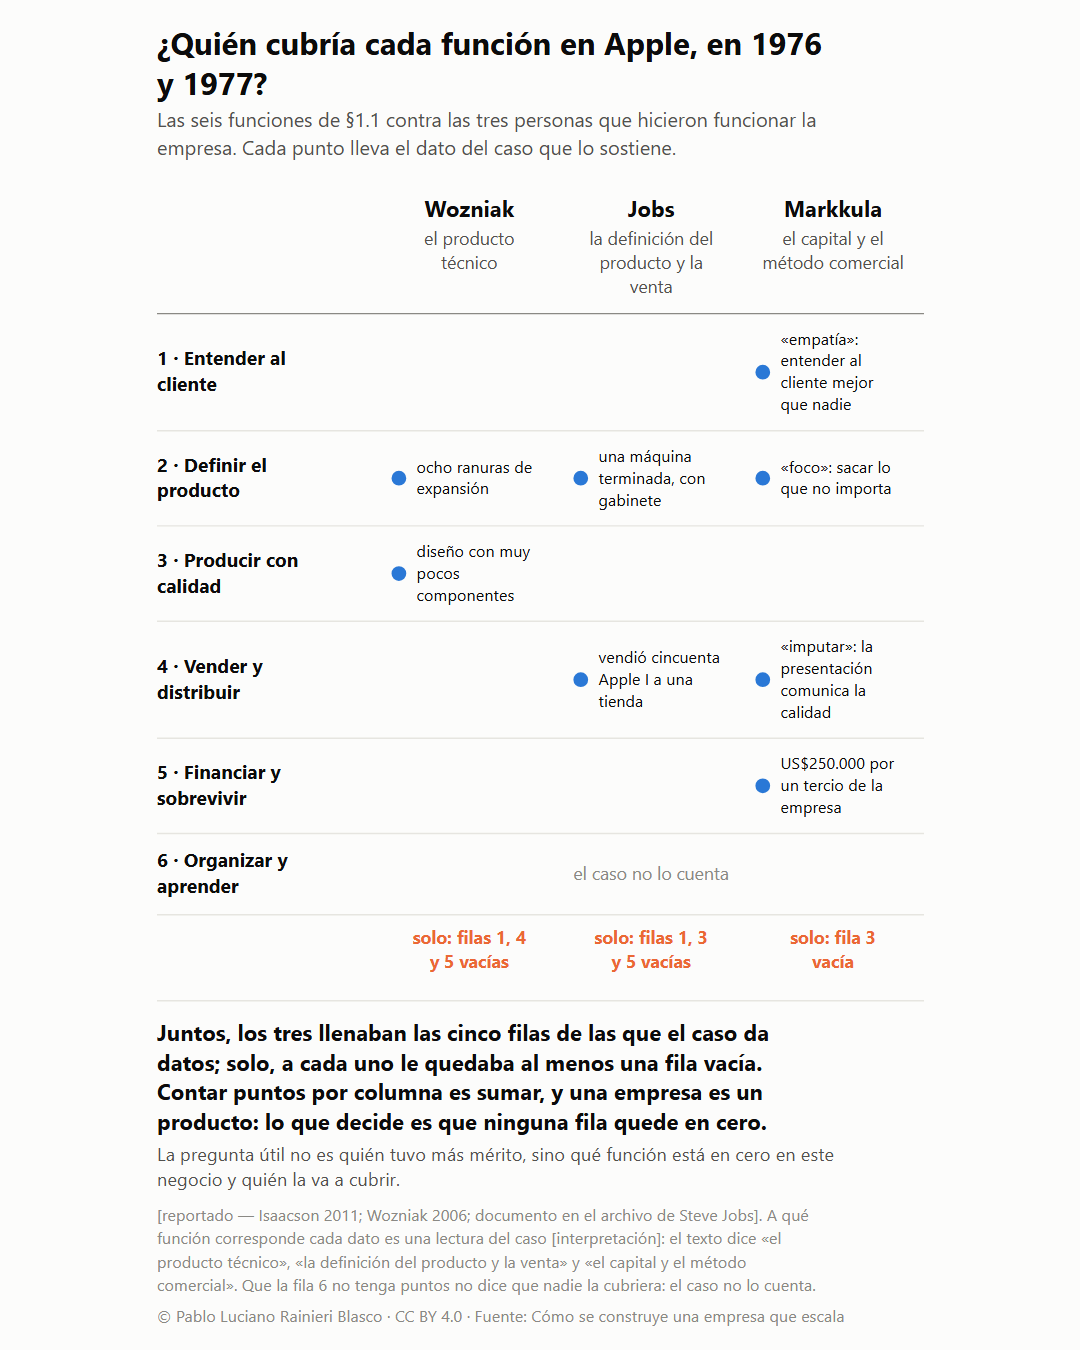 ¿Quién cubría cada función en Apple, en 1976
y 1977?
Las seis funciones de §1.1 contra las tres personas que hicieron funcionar la
empresa. Cada punto lleva el dato del caso que lo sostiene.
Wozniak
el producto
técnico
Jobs
la definición del
producto y la
venta
Markkula
el capital y el
método comercial
1 · Entender al
cliente
«empatía»:
entender al
cliente mejor
que nadie
2 · Definir el
producto
ocho ranuras de
expansión
una máquina
terminada, con
gabinete
«foco»: sacar lo
que no importa
3 · Producir con
calidad
diseño con muy
pocos
componentes
4 · Vender y
distribuir
vendió cincuenta
Apple I a una
tienda
«imputar»: la
presentación
comunica la
calidad
5 · Financiar y
sobrevivir
US$250.000 por
un tercio de la
empresa
6 · Organizar y
aprender
el caso no lo cuenta
solo: filas 1, 4
y 5 vacías
solo: filas 1, 3
y 5 vacías
solo: fila 3
vacía
Juntos, los tres llenaban las cinco filas de las que el caso da
datos; solo, a cada uno le quedaba al menos una fila vacía.
Contar puntos por columna es sumar, y una empresa es un
producto: lo que decide es que ninguna fila quede en cero.
La pregunta útil no es quién tuvo más mérito, sino qué función está en cero en este
negocio y quién la va a cubrir.
[reportado — Isaacson 2011; Wozniak 2006; documento en el archivo de Steve Jobs]. A qué
función corresponde cada dato es una lectura del caso [interpretación]: el texto dice «el
producto técnico», «la definición del producto y la venta» y «el capital y el método
comercial». Que la fila 6 no tenga puntos no dice que nadie la cubriera: el caso no lo cuenta.
© Pablo Luciano Rainieri Blasco · CC BY 4.0 · Fuente: Cómo se construye una empresa que escala